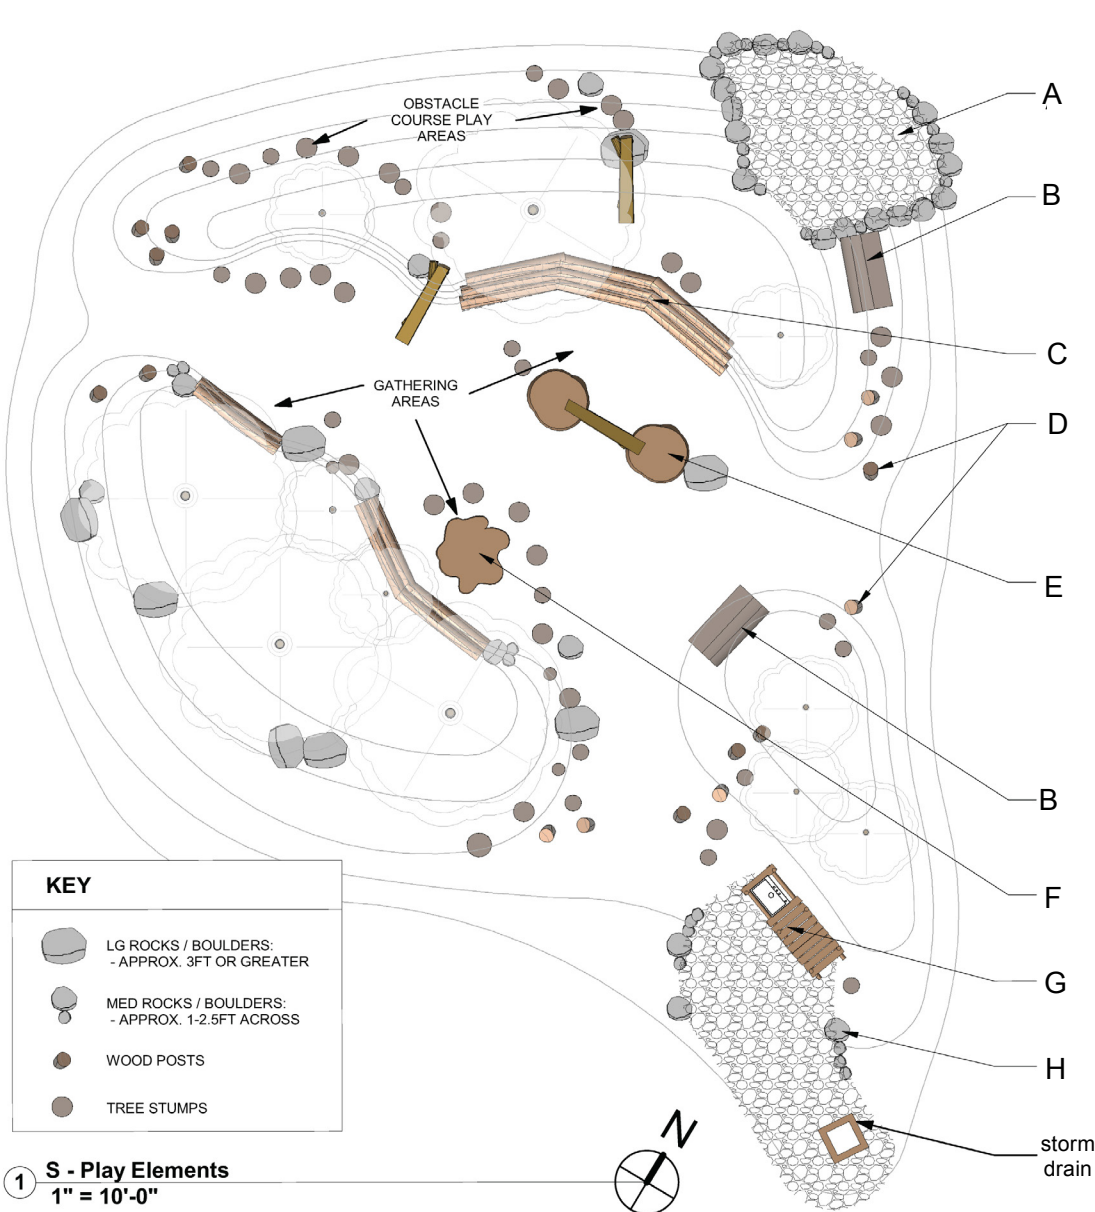 OBSTACLE
COURSE PLAY
AREAS
A
B
C
GATHERING
AREAS
D
E
B
F
G
H
storm
drain
KEY
LG ROCKS / BOULDERS:
- APPROX. 3FT OR GREATER
MED ROCKS / BOULDERS:
- APPROX. 1-2.5FT ACROSS
WOOD POSTS
TREE STUMPS
N
1
S - Play Elements
1" = 10'-0"